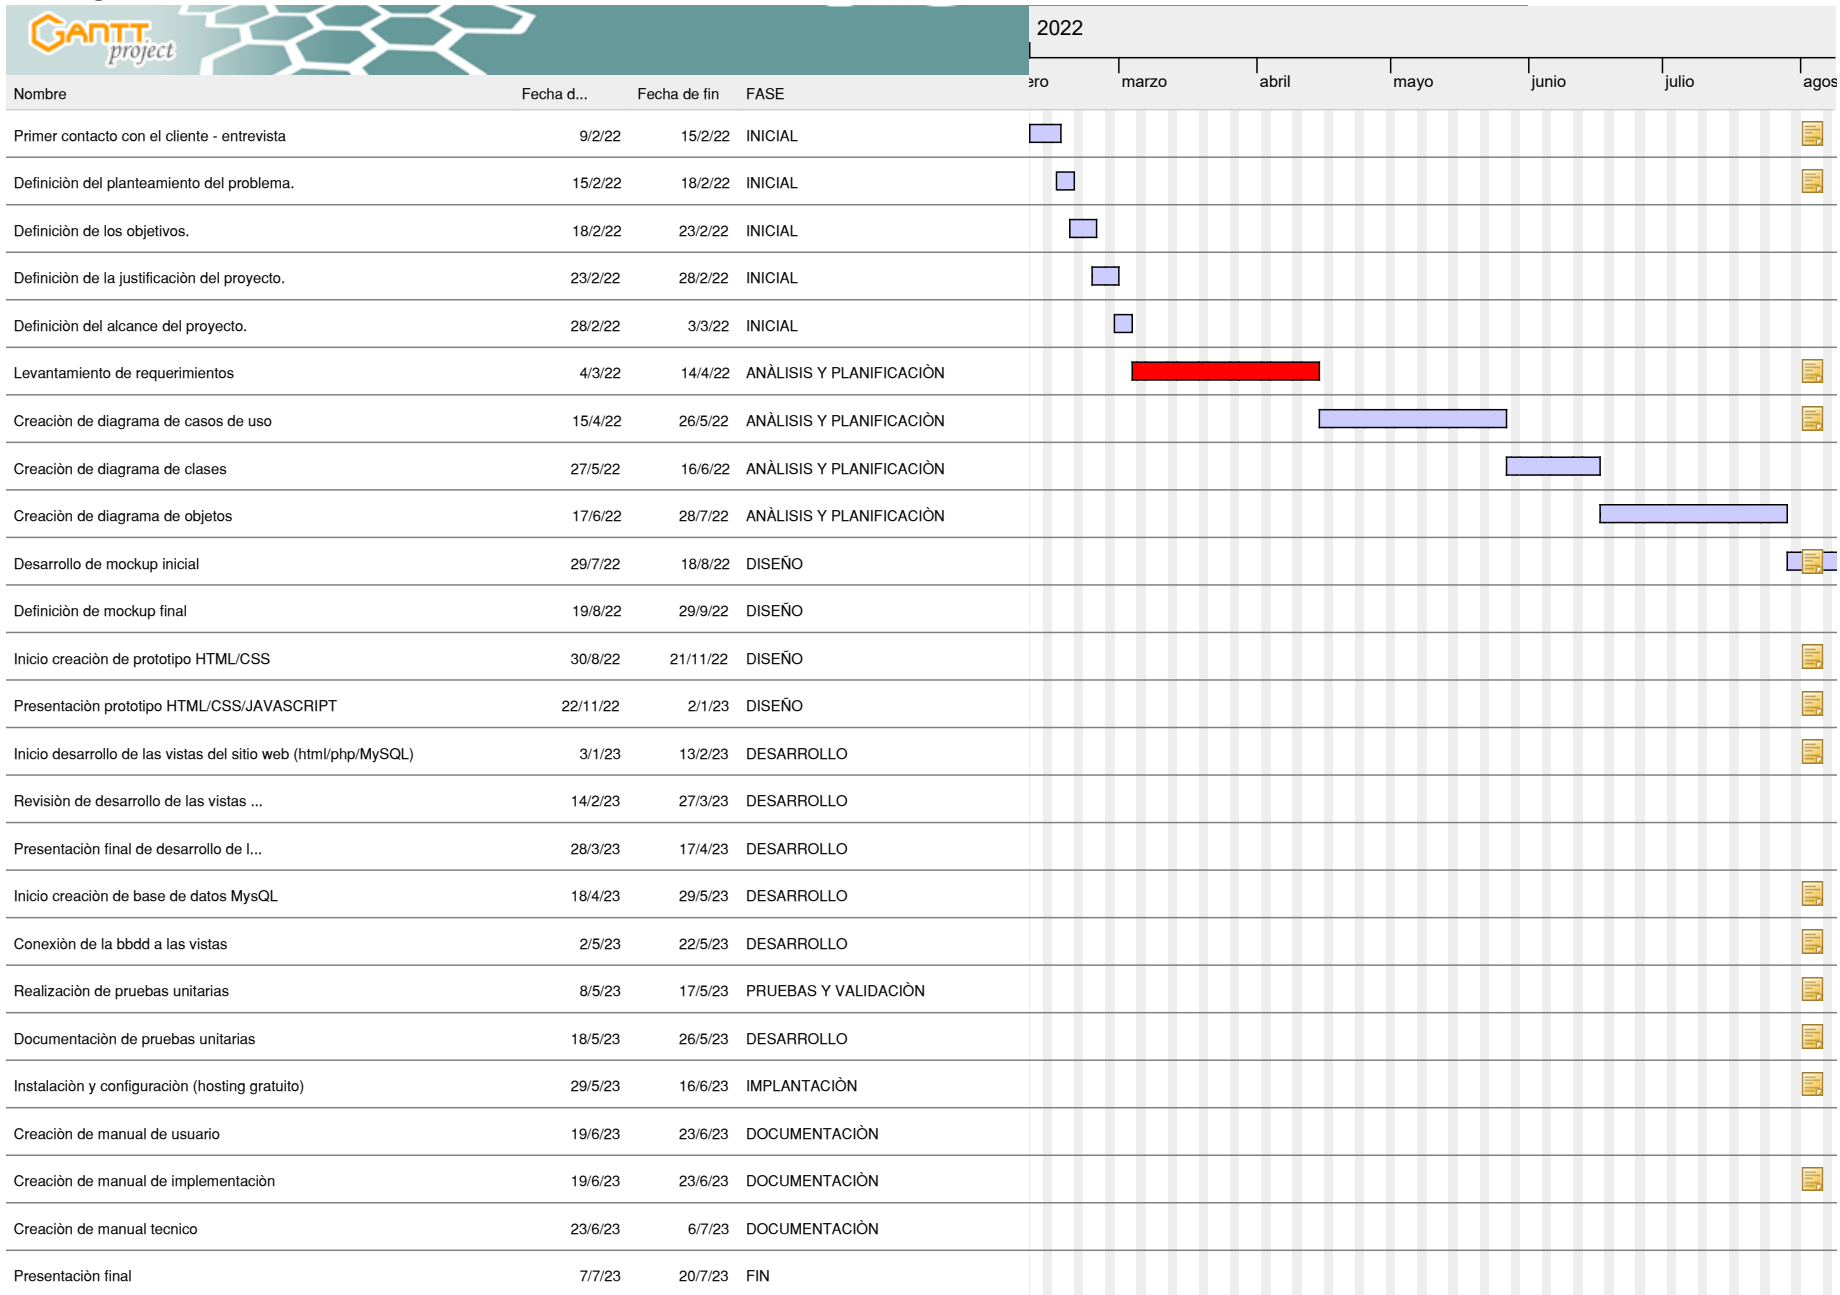 GANTT
project
2022
ero marzo abril mayo junio julio agos
Nombre Fecha d... Fecha de fin FASE
Primer contacto con el cliente - entrevista 9/2/22 15/2/22 INICIAL
Definiciòn del planteamiento del problema. 15/2/22 18/2/22 INICIAL
Definiciòn de los objetivos. 18/2/22 23/2/22 INICIAL
Definiciòn de la justificaciòn del proyecto. 23/2/22 28/2/22 INICIAL
Definiciòn del alcance del proyecto. 28/2/22 3/3/22 INICIAL
Levantamiento de requerimientos 4/3/22 14/4/22 ANÀLISIS Y PLANIFICACIÒN
Creaciòn de diagrama de casos de uso 15/4/22 26/5/22 ANÀLISIS Y PLANIFICACIÒN
Creaciòn de diagrama de clases 27/5/22 16/6/22 ANÀLISIS Y PLANIFICACIÒN
Creaciòn de diagrama de objetos 17/6/22 28/7/22 ANÀLISIS Y PLANIFICACIÒN
Desarrollo de mockup inicial 29/7/22 18/8/22 DISEÑO
Definiciòn de mockup final 19/8/22 29/9/22 DISEÑO
Inicio creaciòn de prototipo HTML/CSS 30/8/22 21/11/22 DISEÑO
Presentaciòn prototipo HTML/CSS/JAVASCRIPT 22/11/22 2/1/23 DISEÑO
Inicio desarrollo de las vistas del sitio web (html/php/MySQL) 3/1/23 13/2/23 DESARROLLO
Revisiòn de desarrollo de las vistas ... 14/2/23 27/3/23 DESARROLLO
Presentaciòn final de desarrollo de l... 28/3/23 17/4/23 DESARROLLO
Inicio creaciòn de base de datos MysQL 18/4/23 29/5/23 DESARROLLO
Conexiòn de la bbdd a las vistas 2/5/23 22/5/23 DESARROLLO
Realizaciòn de pruebas unitarias 8/5/23 17/5/23 PRUEBAS Y VALIDACIÒN
Documentaciòn de pruebas unitarias 18/5/23 26/5/23 DESARROLLO
Instalaciòn y configuraciòn (hosting gratuito) 29/5/23 16/6/23 IMPLANTACIÒN
Creaciòn de manual de usuario 19/6/23 23/6/23 DOCUMENTACIÒN
Creaciòn de manual de implementaciòn 19/6/23 23/6/23 DOCUMENTACIÒN
Creaciòn de manual tecnico 23/6/23 6/7/23 DOCUMENTACIÒN
Presentaciòn final 7/7/23 20/7/23 FIN